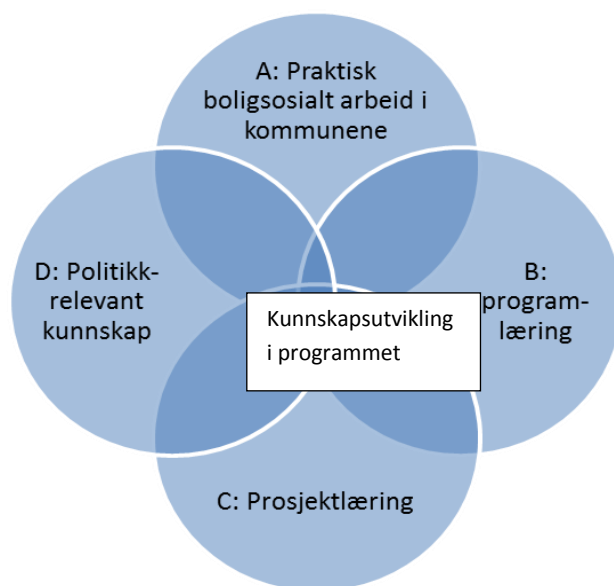 A: Praktisk
boligsosialt arbeid i
kommunene
D: Politikk-
relevant
kunnskap
B:
program-
læring
Kunnskapsutvikling
i programmet
C: Prosjektlæring